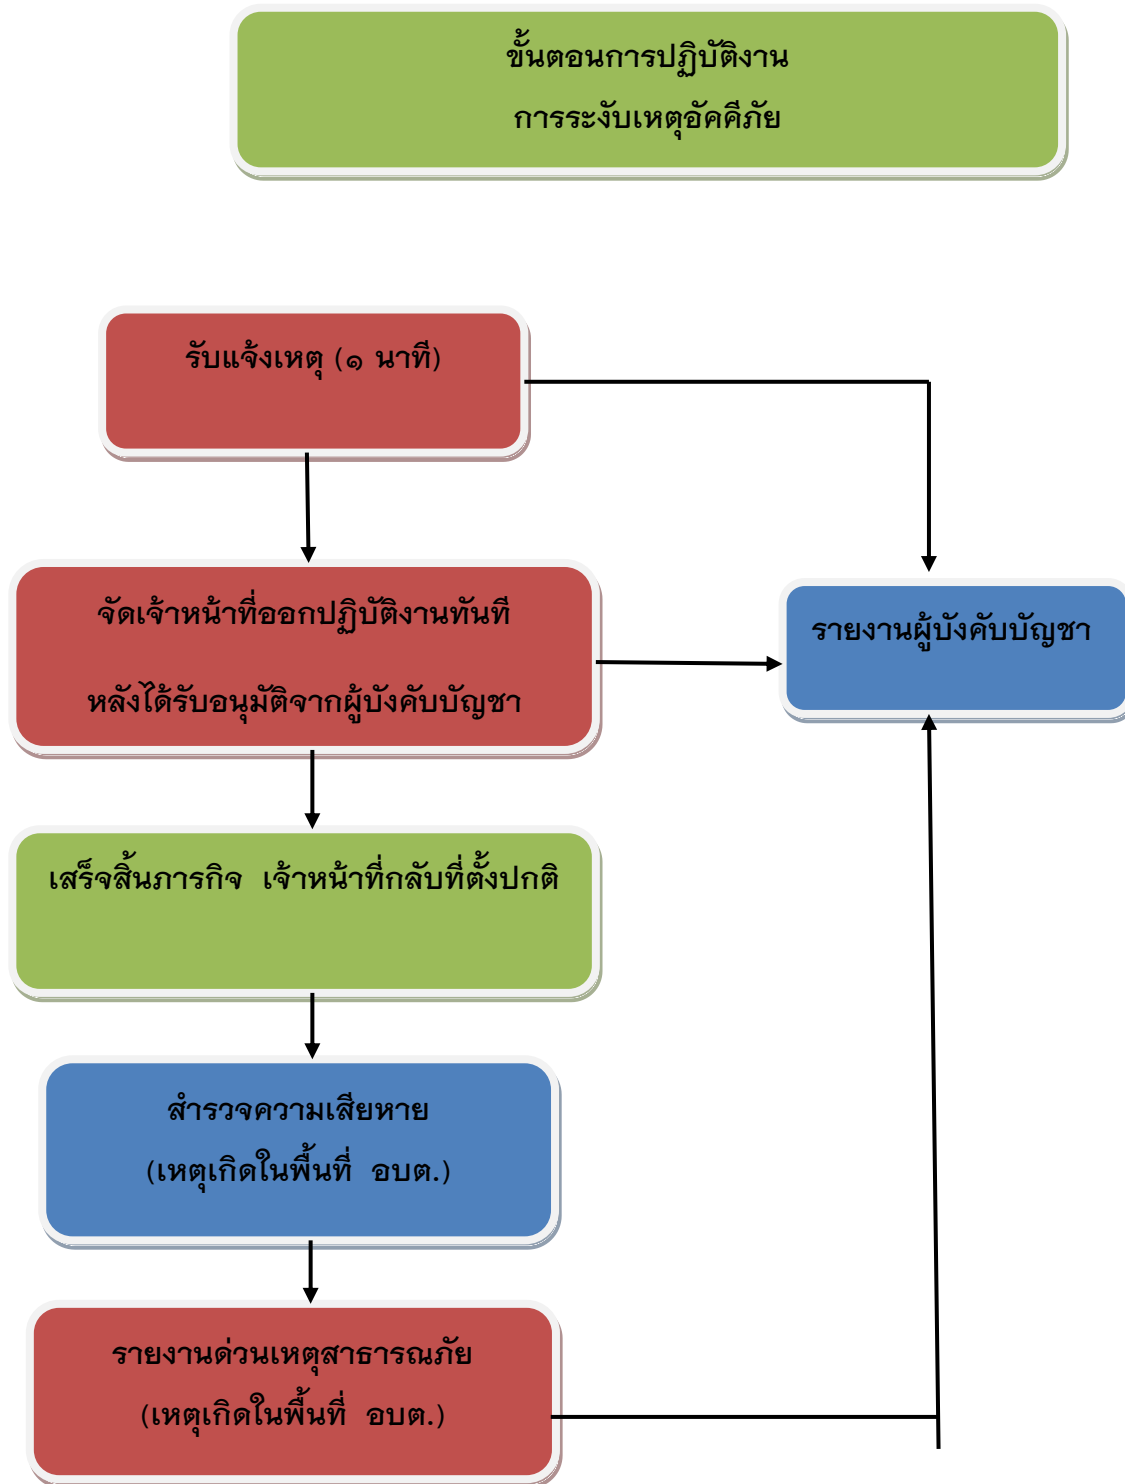 ขั้นตอนการปฏิบัติงาน
การระงับเหตุอัคคีภัย
รับแจ้งเหตุ (๑ นาที)
จัดเจ้าหน้าที่ออกปฏิบัติงานทันที
หลังได้รับอนุมัติจากผู้บังคับบัญชา
รายงานผู้บังคับบัญชา
เสร็จสิ้นภารกิจ เจ้าหน้าที่กลับที่ตั้งปกติ
สำรวจความเสียหาย
(เหตุเกิดในพื้นที่ อบต.)
รายงานด่วนเหตุสาธารณภัย
(เหตุเกิดในพื้นที่ อบต.)